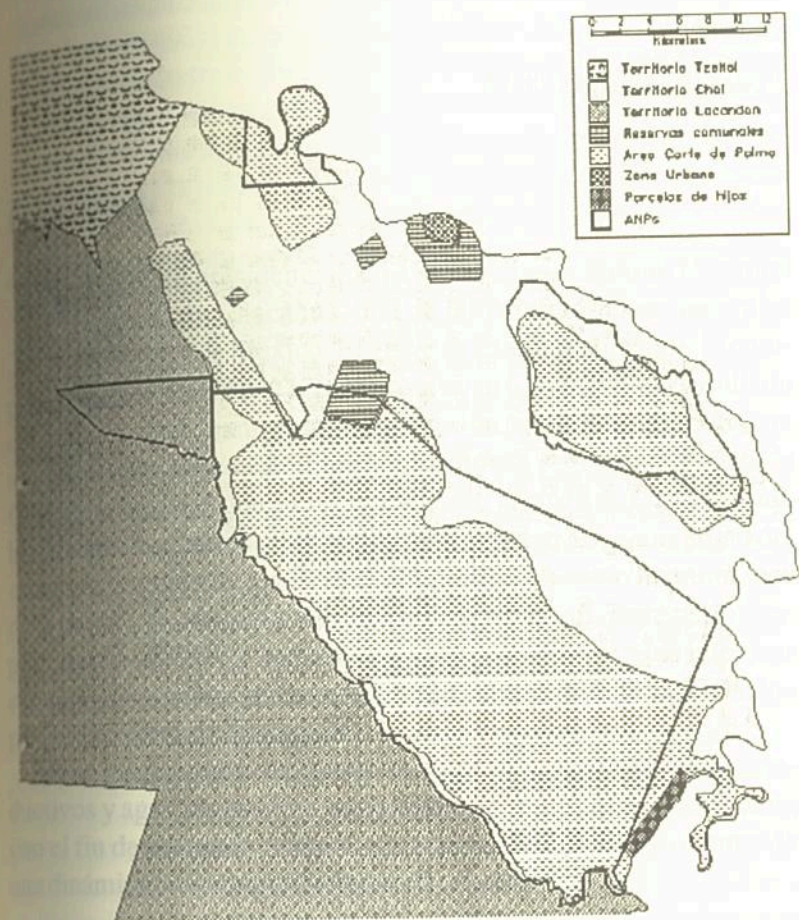 0 2 4 6 8 10 12
Kilometers
Territorio Tzeltal
Territorio Chol
Territorio Lacandon
Reservas comunales
Area Corte de Palma
Zona Urbana
Parcelas de Hijos
ANPs